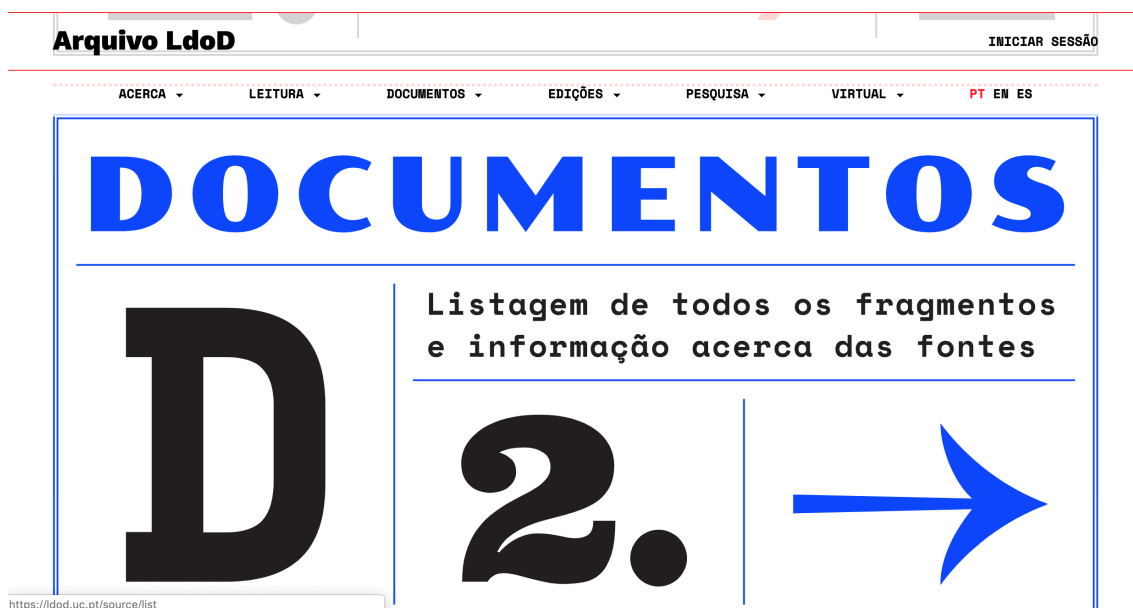 Arquivo LdoD
INICIAR SESSÃO
ACERCA LEITURA DOCUMENTOS EDIÇÕES PESQUISA VIRTUAL PT EN ES
DOCUMENTOS
D
Listagem de todos os fragmentos
e informação acerca das fontes
2.
https://ldod.uc.pt/source/list